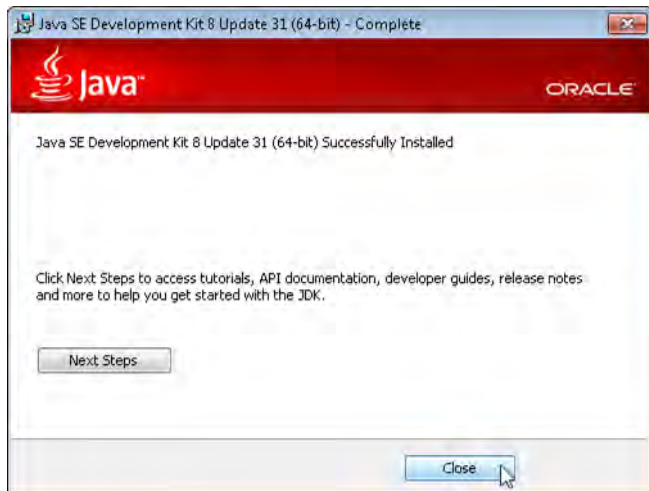 Java SE Development Kit 8 Update 31 (64-bit) - Complete
Java™
ORACLE
Java SE Development Kit 8 Update 31 (64-bit) Successfully Installed
Click Next Steps to access tutorials, API documentation, developer guides, release notes
and more to help you get started with the JDK.
Next Steps
Close